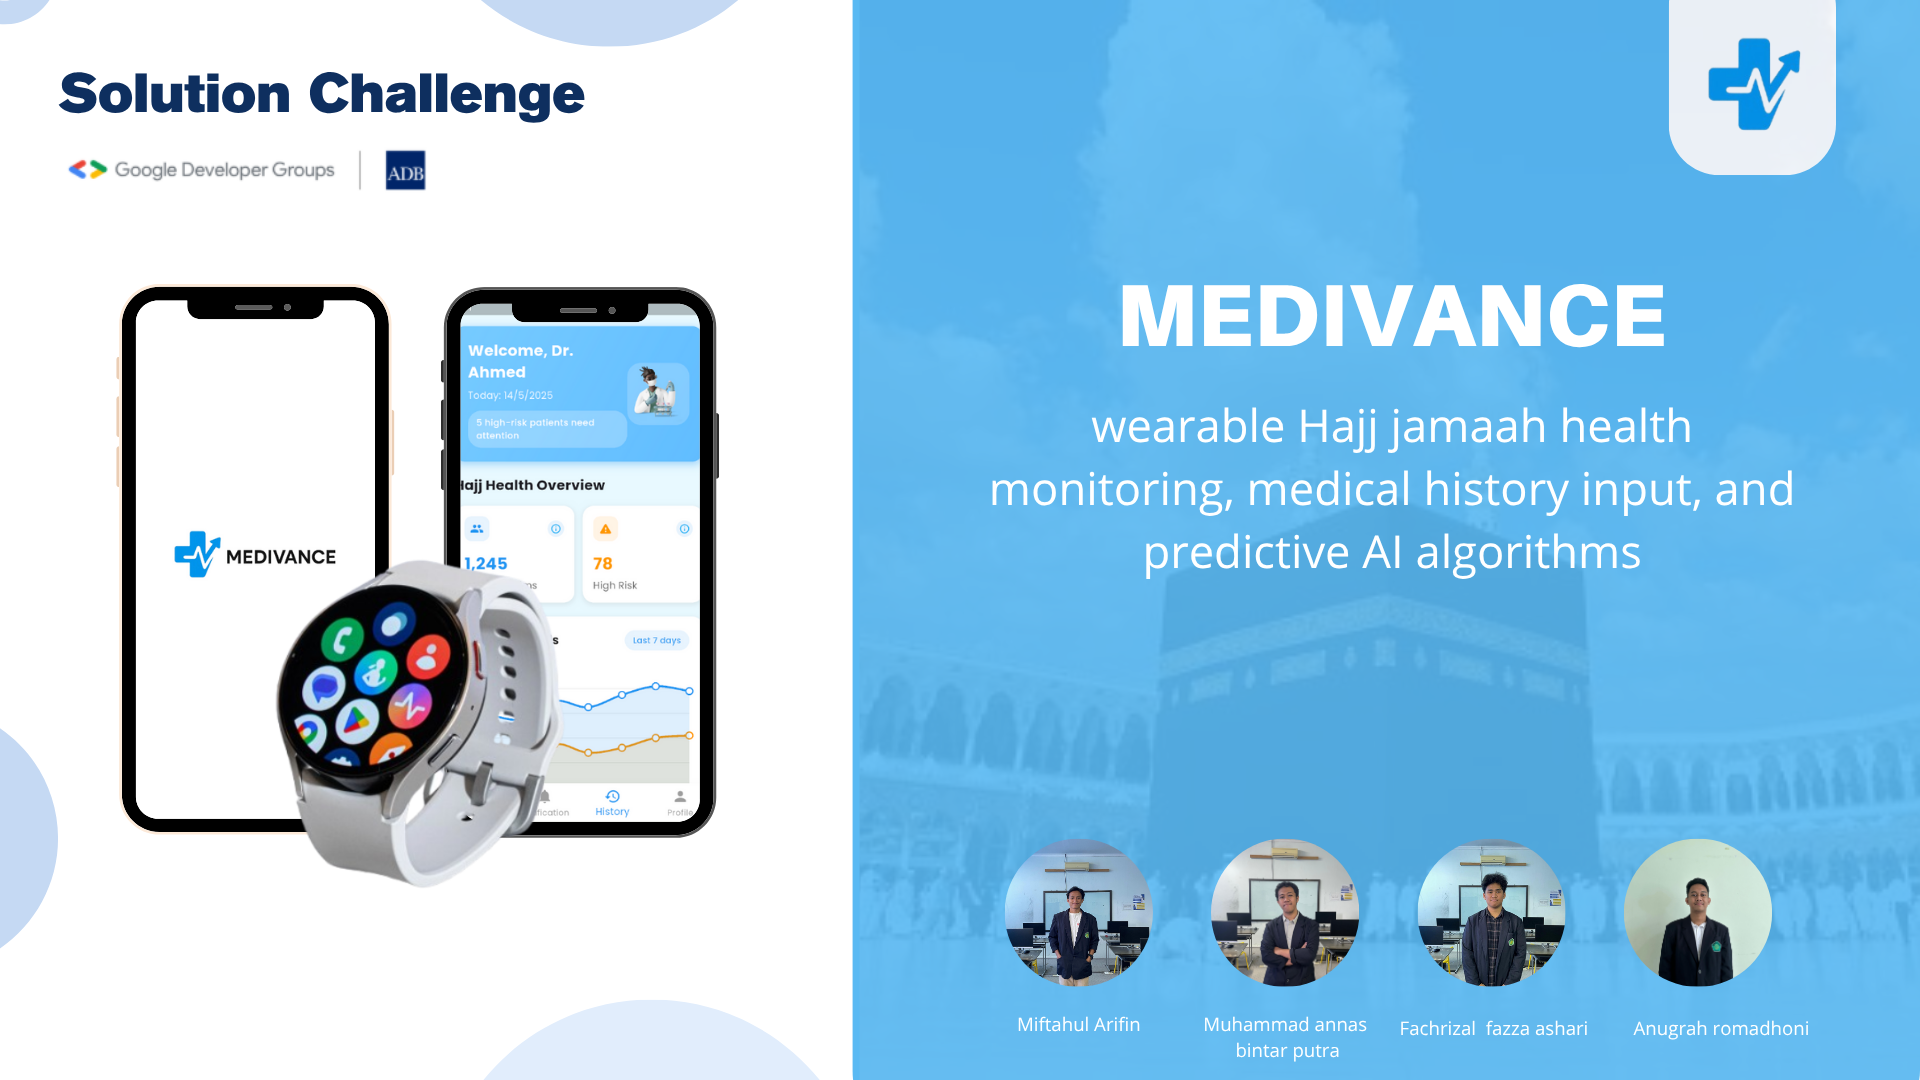 Solution Challenge
Google Developer Groups
ADB
MEDIVANCE
Welcome, Dr.
Ahmed
Today: 14/5/2025
5 high-risk patients need
attention
Hajj Health Overview
1,245
78
High Risk
Last 7 days
History
Profile
MEDIVANCE
wearable Hajj jamaah health
monitoring, medical history input, and
predictive AI algorithms
Miftahul Arifin
Muhammad annas
bintar putra
Fachrizal fazza ashari
Anugrah romadhoni